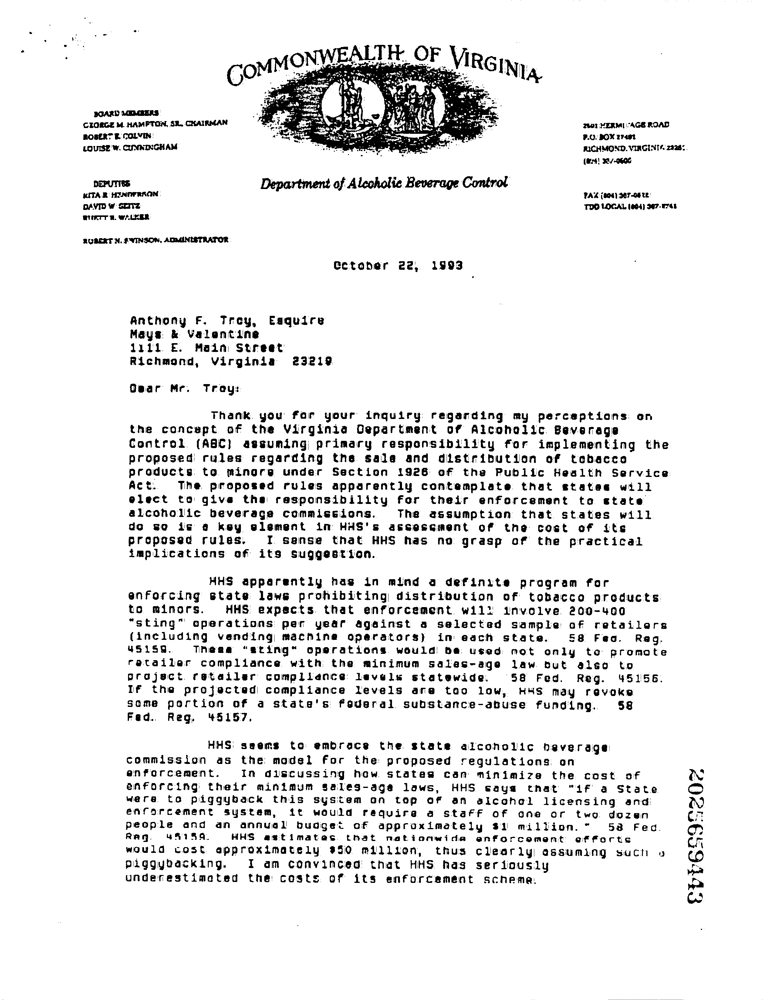 COMMONWEALTH OF VIRGINIA
BOARD MEMBERS
GEORGE M. HAMPTON, SR., CHAIRMAN
ROBERT E. COLVIN
LOUISE W. CUNNINGHAM
HERMITAGE ROAD
P.O. BOX 27491
RICHMOND, VIRGINIA
DEPUTIES
DAVID W
WALKER
Department of Alcoholic Beverage Control
FAX (804) 367-
TDD LOCAL (804) 367-
ROBERT N. SWINSON, ADMINISTRATOR
October 22, 1993
Anthony F. Troy, Esquire
Mays & Valentine
1111 E. Main Street
Richmond, Virginia 23219
Dear Mr. Troy:
Thank you for your inquiry regarding my perceptions on
the concept of the Virginia Department of Alcoholic Beverage
Control (ABC) assuming primary responsibility for implementing the
proposed rules regarding the sale and distribution of tobacco
products to minors under Section 1926 of the Public Health Service
Act. The proposed rules apparently contemplate that states will
elect to give the responsibility for their enforcement to state
alcoholic beverage commissions. The assumption that states will
do so is a key element in HHS's assessment of the cost of its
proposed rules. I sense that HHS has no grasp of the practical
implications of its suggestion.
HHS apparently has in mind a definite program for
enforcing state laws prohibiting distribution of tobacco products
to minors. HHS expects that enforcement will involve 200-400
"sting" operations per year against a selected sample of retailers
(including vending machine operators) in each state. 58 Fed. Reg.
45159. These "sting" operations would be used not only to promote
retailer compliance with the minimum sales-age law but also to
project retailer compliance levels statewide. 58 Fed. Reg. 45156.
If the projected compliance levels are too low, HHS may revoke
some portion of a state's federal substance-abuse funding. 58
Fed. Reg. 45157.
HHS seems to embrace the state alcoholic beverage
commission as the model for the proposed regulations on
enforcement. In discussing how states can minimize the cost of
enforcing their minimum sales-age laws, HHS says that "if a State
were to piggyback this system on top of an alcohol licensing and
enforcement system, it would require a staff of one or two dozen
people and an annual budget of approximately $1 million." 58 Fed.
Reg. 45159. HHS estimates that nationwide enforcement efforts
would cost approximately $50 million, thus clearly assuming such a
piggybacking. I am convinced that HHS has seriously
underestimated the costs of its enforcement scheme.
2025659443